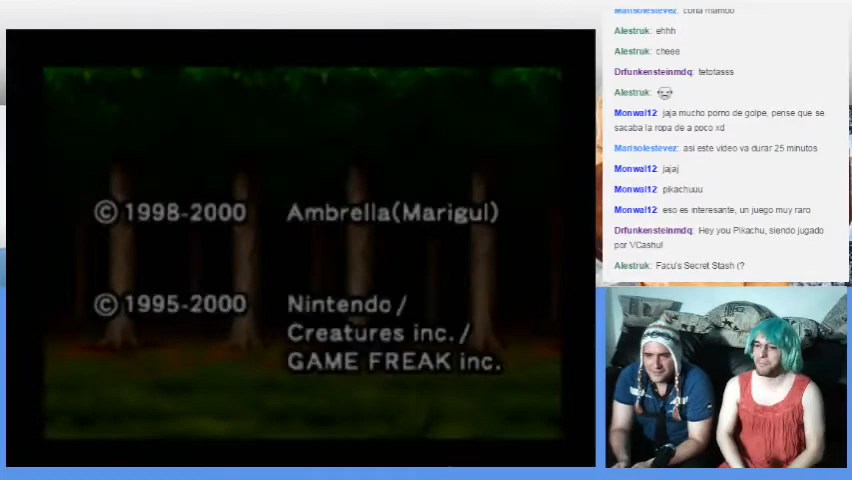 © 1998-2000 Ambrella(Marigul)
© 1995-2000 Nintendo /
Creatures inc. /
GAME FREAK inc.
Marisolestevez:
Alestruk: ehhh
Alestruk: cheee
Drfunkensteinmdq: tetotasss
Alestruk:
Monwal12: jaja mucho porno de golpe, pense que se
sacaba la ropa de a poco xd
Marisolestevez: asi este video va durar 25 minutos
Monwal12: jajaj
Monwal12: pikachuuu
Monwal12: eso es interesante, un juego muy raro
Drfunkensteinmdq: Hey you Pikachu, siendo jugado
por VCashul
Alestruk: Facu's Secret Stash (?